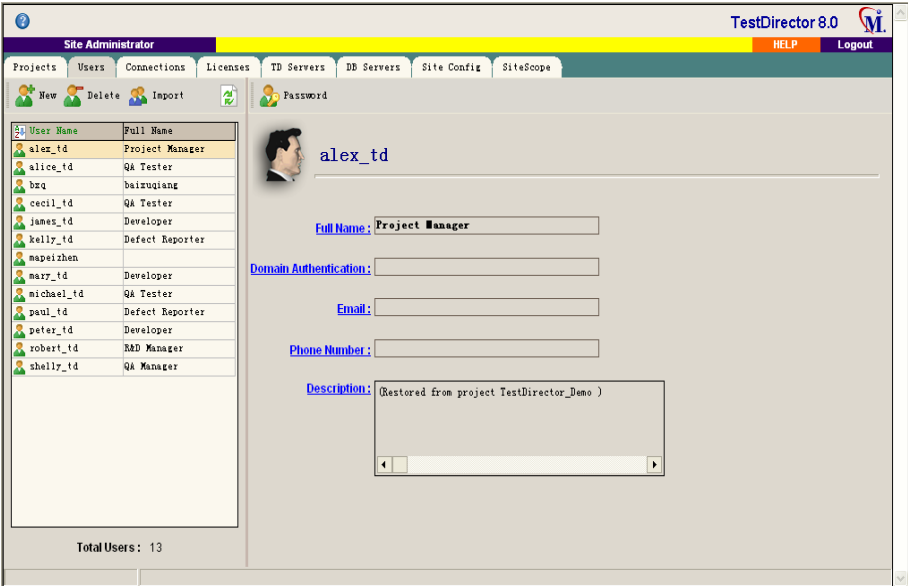 TestDirector 8.0
Site Administrator HELP Logout
Projects Users Connections Licenses TD Servers DB Servers Site Config SiteScope
New Delete Import Password
User Name Full Name
alex_td Project Manager
alice_td QA Tester
bxq baixuqiang
cecil_td QA Tester
james_td Developer
kelly_td Defect Reporter
mapeizhen
mary_td Developer
michael_td QA Tester
paul_td Defect Reporter
peter_td Developer
robert_td R&D Manager
shelly_td QA Manager
Total Users : 13
alex_td
Full Name : Project Manager
Domain Authentication :
Email :
Phone Number :
Description : (Restored from project TestDirector_Demo )